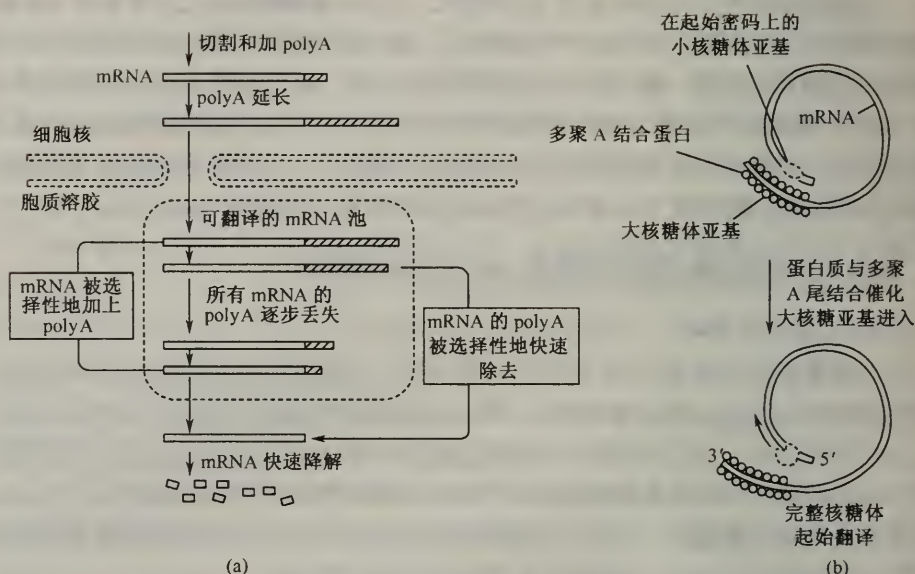 切割和加 polyA
mRNA
polyA 延长
细胞核
胞质溶胶
可翻译的 mRNA 池
mRNA 被选
择性地加上
polyA
所有 mRNA 的
polyA 逐步丢失
mRNA 的 polyA
被选择性地快速
除去
mRNA 快速降解
(a)
在起始密码上的
小核糖体亚基
mRNA
多聚 A 结合蛋白
大核糖体亚基
蛋白质与多聚
A 尾结合催化
大核糖亚基进入
3′
5′
完整核糖体
起始翻译
(b)